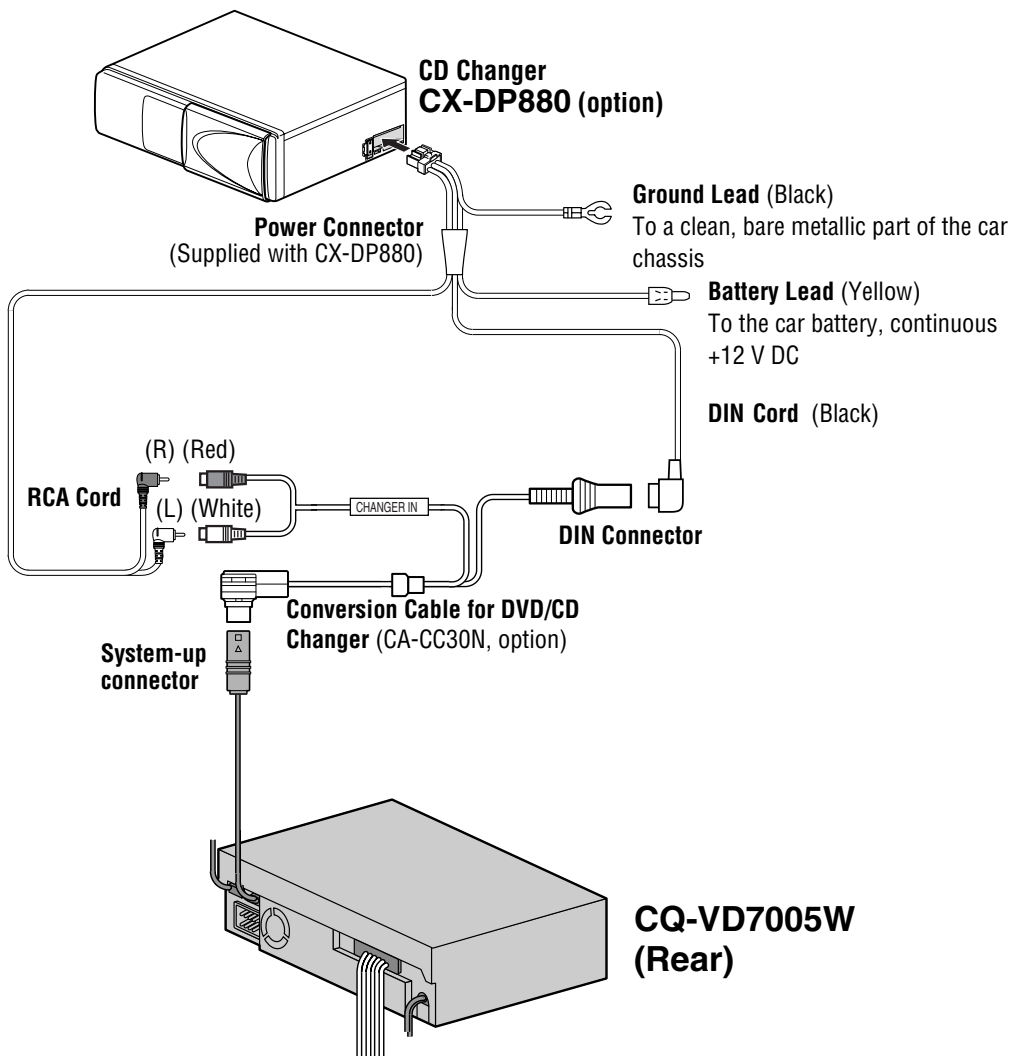 CD Changer
CX-DP880 (option)
Ground Lead (Black)
To a clean, bare metallic part of the car
chassis
Power Connector
(Supplied with CX-DP880)
Battery Lead (Yellow)
To the car battery, continuous
+12 V DC
DIN Cord (Black)
(R) (Red)
RCA Cord
(L) (White)
CHANGER IN
DIN Connector
Conversion Cable for DVD/CD
Changer (CA-CC30N, option)
System-up
connector
CQ-VD7005W
(Rear)